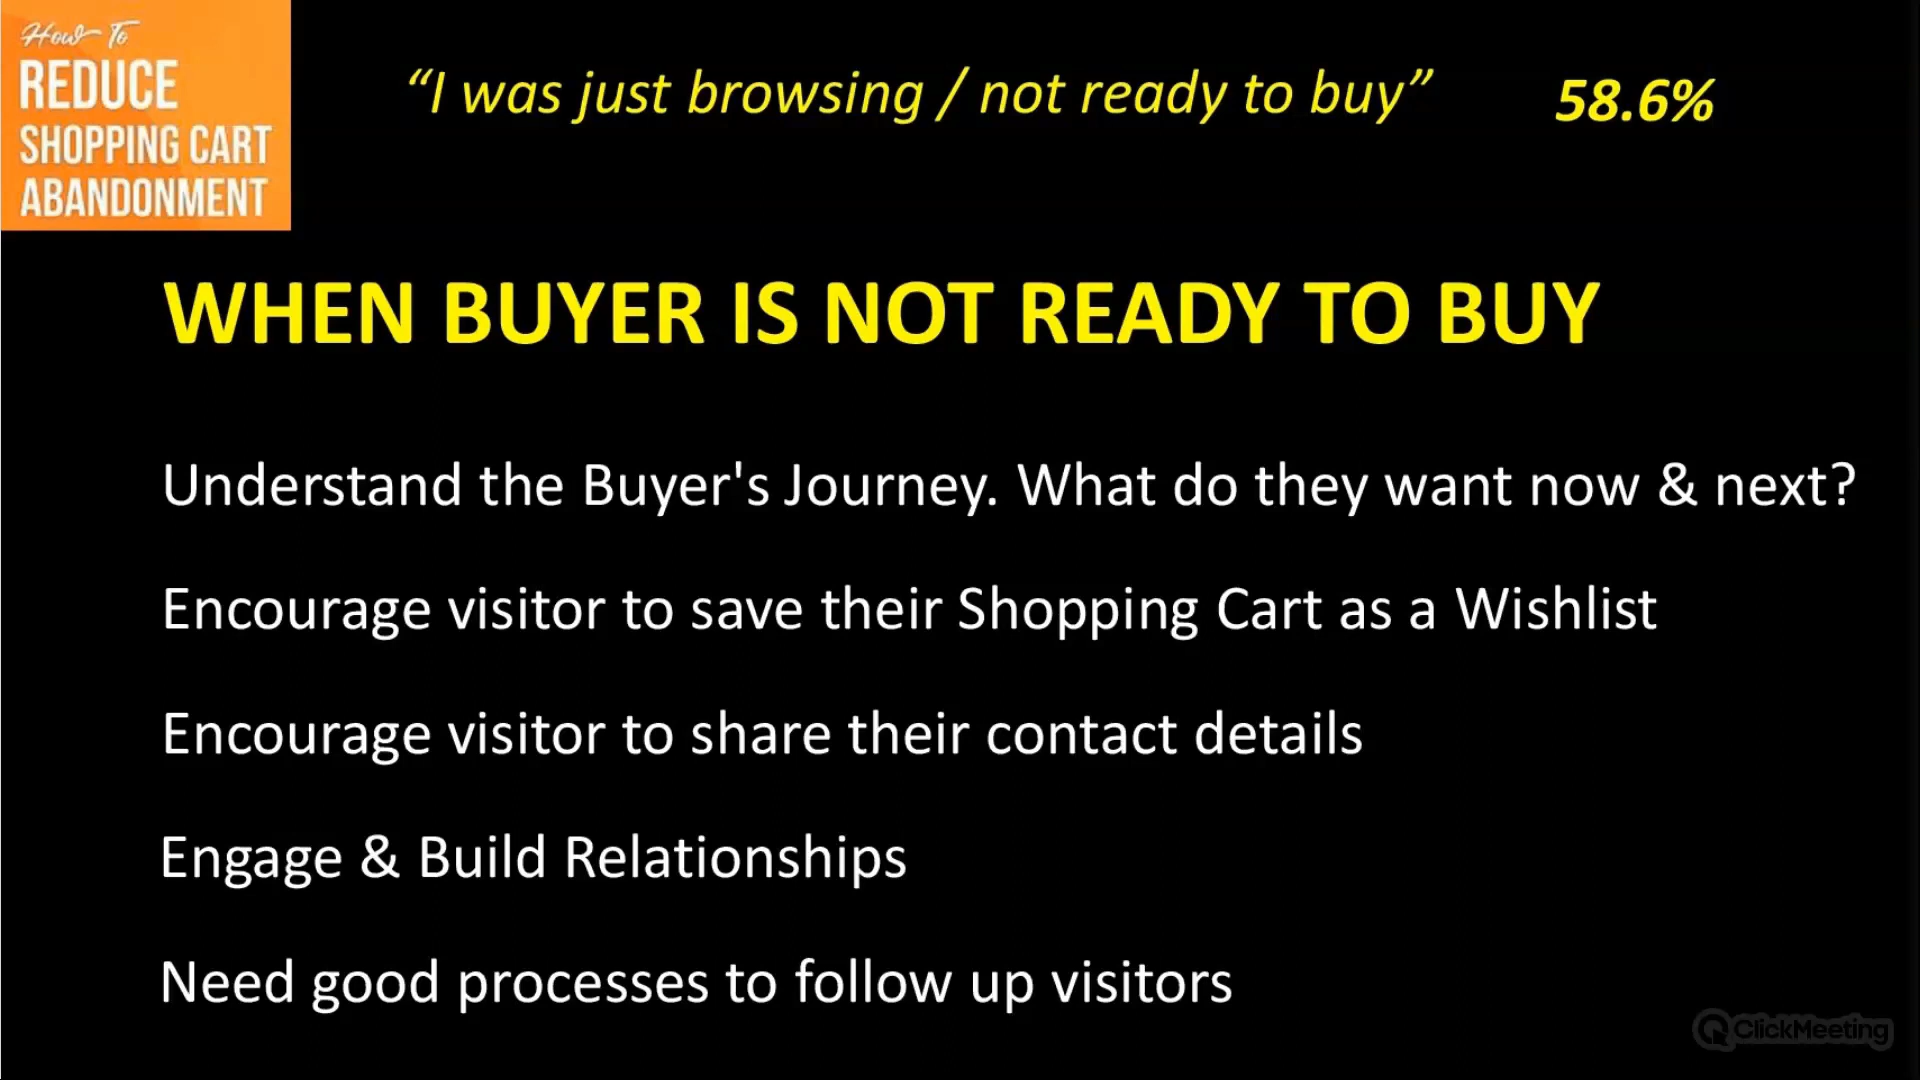 How To
REDUCE
SHOPPING CART
ABANDONMENT
“I was just browsing / not ready to buy” 58.6%
WHEN BUYER IS NOT READY TO BUY
Understand the Buyer's Journey. What do they want now & next?
Encourage visitor to save their Shopping Cart as a Wishlist
Encourage visitor to share their contact details
Engage & Build Relationships
Need good processes to follow up visitors
ClickMeeting